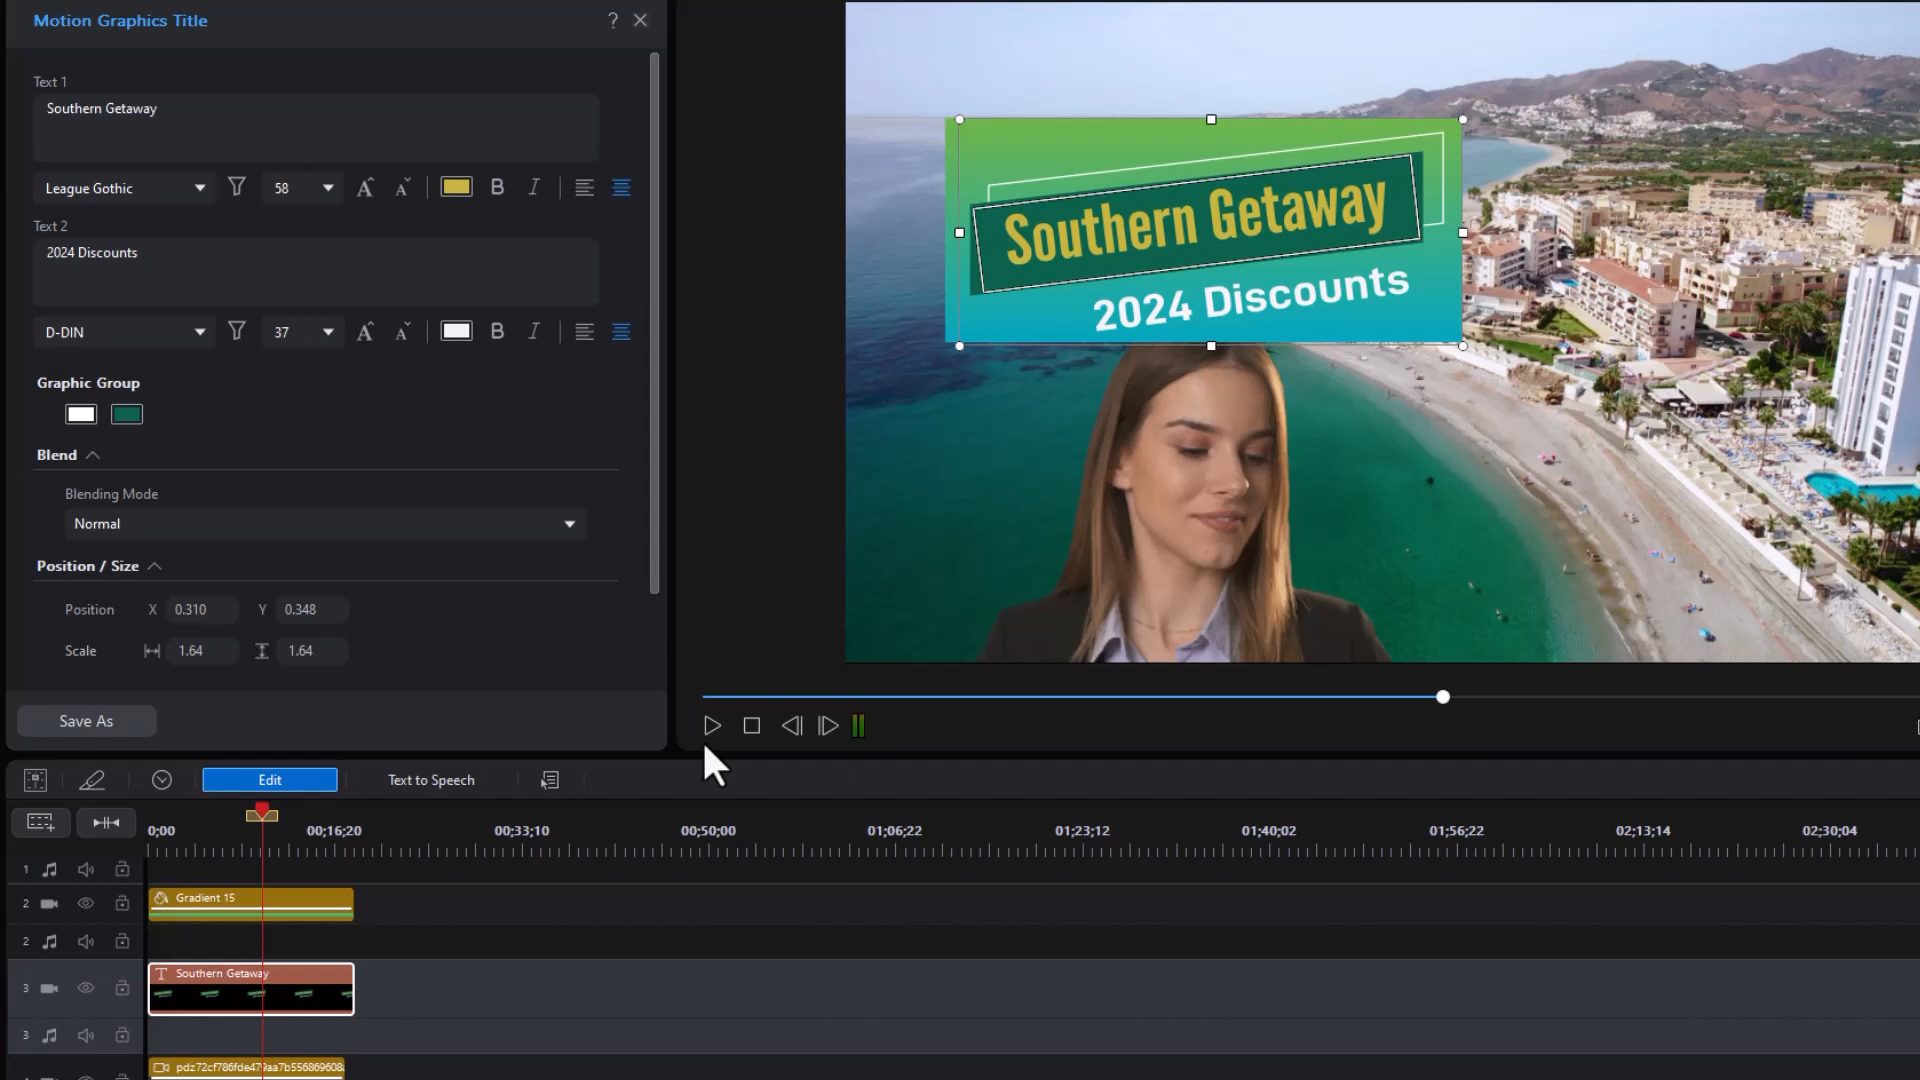 Motion Graphics Title
?
Text 1
Southern Getaway
League Gothic
58
A
A
B
I
Text 2
2024 Discounts
D-DIN
37
A
A
B
I
Graphic Group
Blend
Blending Mode
Normal
Position / Size
Position X 0.310 Y 0.348
Scale 1.64 1.64
Save As
Southern Getaway
2024 Discounts
Edit
Text to Speech
0;00 00;16;20 00;33;10 00;50;00 01;06;22 01;23;12 01;40;02 01;56;22 02;13;14 02;30;04
1
2
Gradient 15
2
3
T Southern Getaway
3